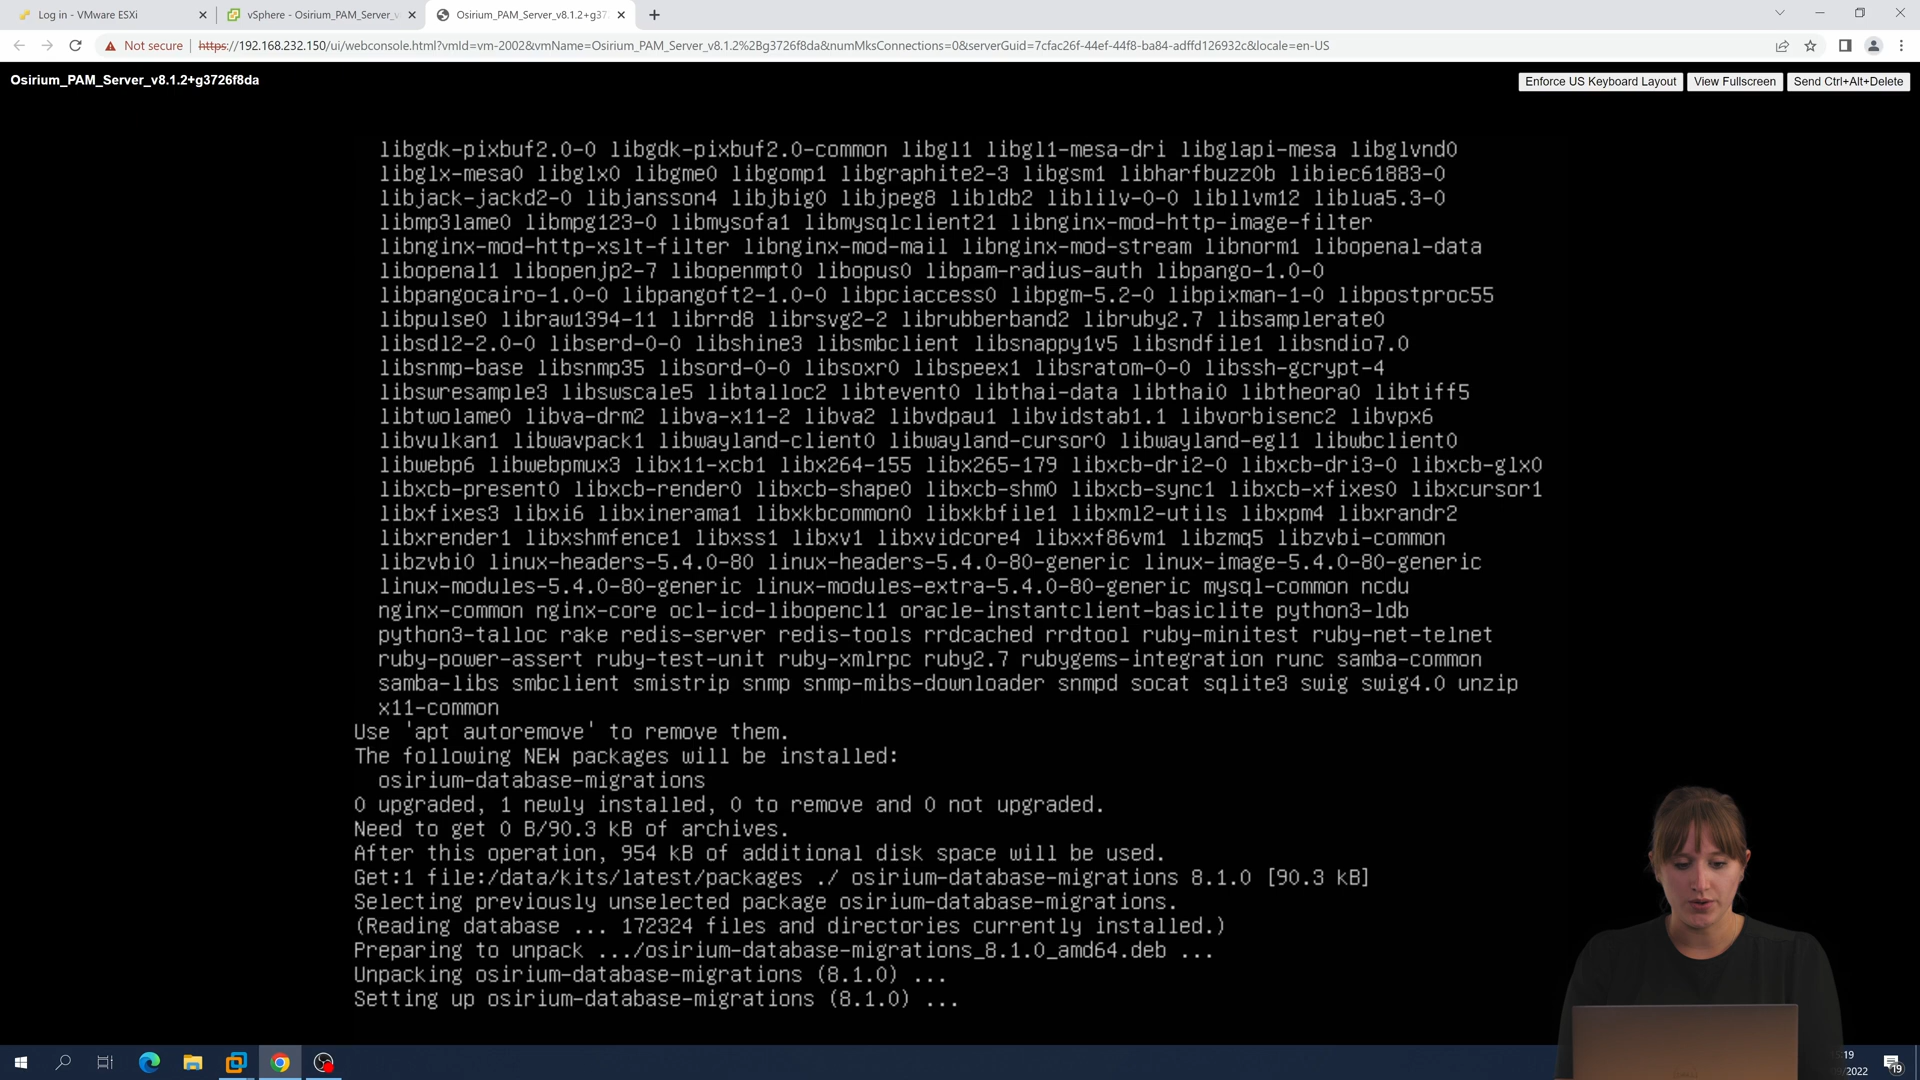 Log in - VMware ESXi
vSphere - Osirium_PAM_Server_v
Osirium_PAM_Server_v8.1.2+g37
Not secure
https://192.168.232.150/ui/webconsole.html?vmId=vm-2002&vmName=Osirium_PAM_Server_v8.1.2%2Bg3726f8da&numMksConnections=0&serverGuid=7cfac26f-44ef-44f8-ba84-adffd126932c&locale=en-US
Osirium_PAM_Server_v8.1.2+g3726f8da
Enforce US Keyboard Layout
View Fullscreen
Send Ctrl+Alt+Delete
libgdk-pixbuf2.0-0 libgdk-pixbuf2.0-common libgl1 libgl1-mesa-dri libglapi-mesa libglvnd0
libglx-mesa0 libglx0 libgme0 libgomp1 libgraphite2-3 libgsm1 libharfbuzz0b libiec61883-0
libjack-jackd2-0 libjansson4 libjbig0 libjpeg8 libldb2 liblilv-0-0 libllvm12 liblua5.3-0
libmp3lame0 libmpg123-0 libmysofa1 libmysqlclient21 libnginx-mod-http-image-filter
libnginx-mod-http-xslt-filter libnginx-mod-mail libnginx-mod-stream libnorm1 libopenal-data
libopenal1 libopenjp2-7 libopenmpt0 libopus0 libpam-radius-auth libpango-1.0-0
libpangocairo-1.0-0 libpangoft2-1.0-0 libpciaccess0 libpgm-5.2-0 libpixman-1-0 libpostproc55
libpulse0 libraw1394-11 librrd8 librsvg2-2 librubberband2 libruby2.7 libsamplerate0
libsdl2-2.0-0 libserd-0-0 libshine3 libsmbclient libsnappy1v5 libsndfile1 libsndio7.0
libsnmp-base libsnmp35 libsord-0-0 libsoxr0 libspeex1 libsratom-0-0 libssh-gcrypt-4
libswresample3 libswscale5 libtalloc2 libtevent0 libthai-data libthai0 libtheora0 libtiff5
libtwolame0 libva-drm2 libva-x11-2 libva2 libvdpau1 libvidstab1.1 libvorbisenc2 libvpx6
libvulkan1 libwavpack1 libwayland-client0 libwayland-cursor0 libwayland-egl1 libwbclient0
libwebp6 libwebpmux3 libx11-xcb1 libx264-155 libx265-179 libxcb-dri2-0 libxcb-dri3-0 libxcb-glx0
libxcb-present0 libxcb-render0 libxcb-shape0 libxcb-shm0 libxcb-sync1 libxcb-xfixes0 libxcursor1
libxfixes3 libxi6 libxinerama1 libxkbcommon0 libxkbfile1 libxml2-utils libxpm4 libxrandr2
libxrender1 libxshmfence1 libxss1 libxv1 libxvidcore4 libxxf86vm1 libzmq5 libzvbi-common
libzvbi0 linux-headers-5.4.0-80 linux-headers-5.4.0-80-generic linux-image-5.4.0-80-generic
linux-modules-5.4.0-80-generic linux-modules-extra-5.4.0-80-generic mysql-common ncdu
nginx-common nginx-core ocl-icd-libopencl1 oracle-instantclient-basiclite python3-ldb
python3-talloc rake redis-server redis-tools rrdcached rrdtool ruby-minitest ruby-net-telnet
ruby-power-assert ruby-test-unit ruby-xmlrpc ruby2.7 rubygems-integration runc samba-common
samba-libs smbclient smistrip snmp snmp-mibs-downloader snmpd socat sqlite3 swig swig4.0 unzip
x11-common
Use 'apt autoremove' to remove them.
The following NEW packages will be installed:
osirium-database-migrations
0 upgraded, 1 newly installed, 0 to remove and 0 not upgraded.
Need to get 0 B/90.3 kB of archives.
After this operation, 954 kB of additional disk space will be used.
Get:1 file:/data/kits/latest/packages ./ osirium-database-migrations 8.1.0 [90.3 kB]
Selecting previously unselected package osirium-database-migrations.
(Reading database ... 172324 files and directories currently installed.)
Preparing to unpack .../osirium-database-migrations_8.1.0_amd64.deb ...
Unpacking osirium-database-migrations (8.1.0) ...
Setting up osirium-database-migrations (8.1.0) ...
:19
/2022
19